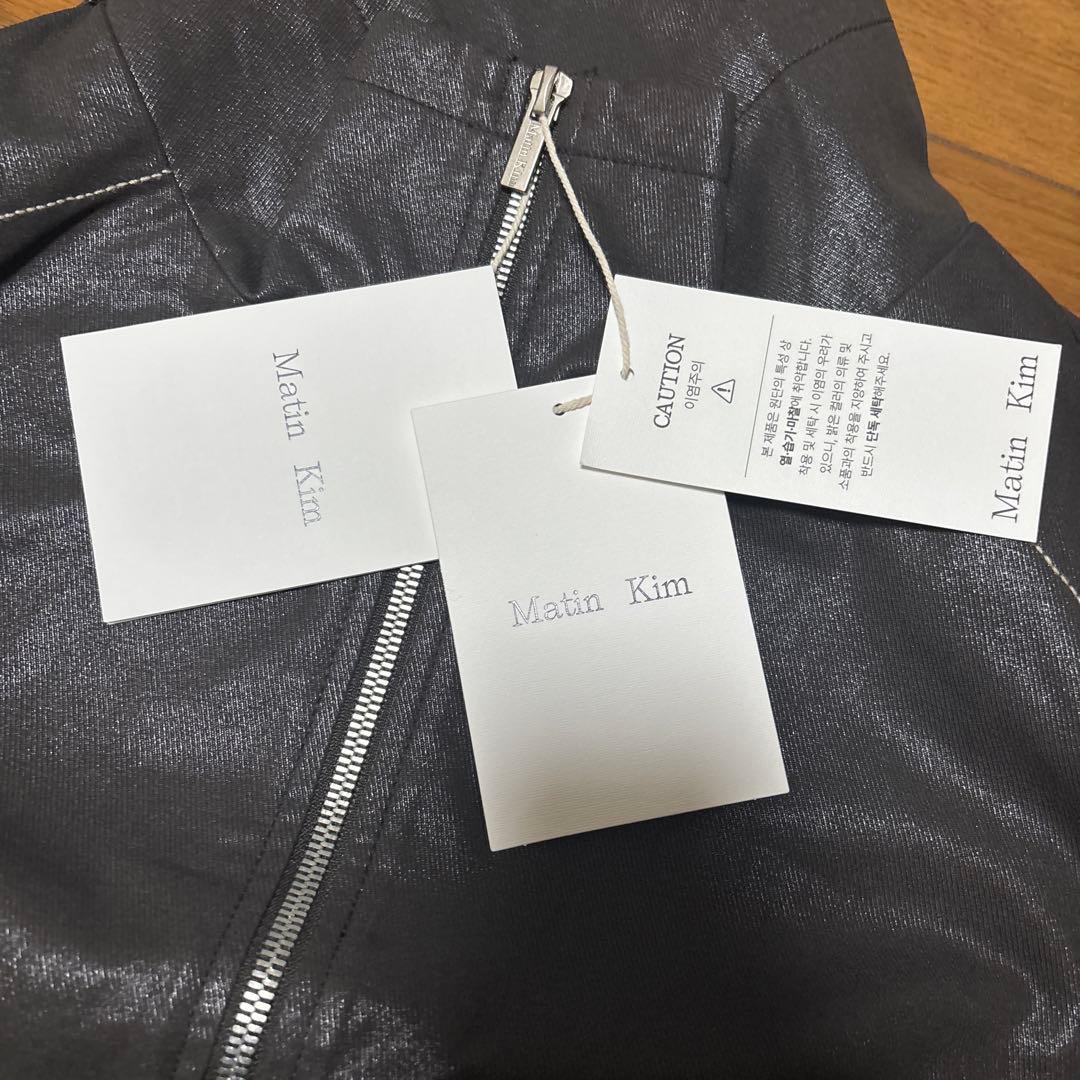 Matin Kim
Matin Kim
Matin Kim
CAUTION
이염주의
본 제품은 원단의 특성 상
열·습기·마찰에 취약합니다.
착용 및 세탁 시 이염의 우려가
있으니, 밝은 컬러의 의류 및
소품과의 착용을 지양하여 주시고
반드시 단독 세탁해주세요.
Matin Kim